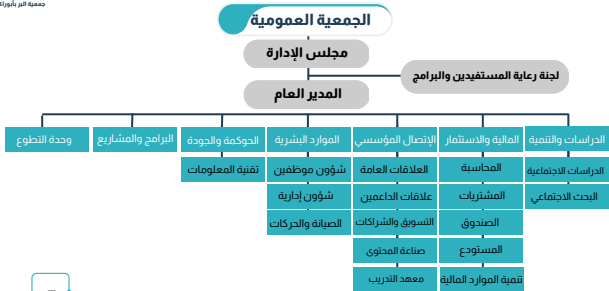 جمعية البر بأبوراك
الجمعية العمومية
مجلس الإدارة
لجنة رعاية المستفيدين والبرامج
المدير العام
الدراسات والتنمية المالية والاستثمار الإتصال المؤسسي الموارد البشرية الحوكمة والجودة البرامج والمشاريع وحدة التطوع
الدراسات الاجتماعية المحاسبة العلاقات العامة شؤون موظفين تقنية المعلومات
البحث الاجتماعي المشتريات علاقات الداعمين شؤون إدارية
الصندوق التسويق والشراكات الصيانة والحركات
المستودع صناعة المحتوى
تنمية الموارد المالية معهد التدريب